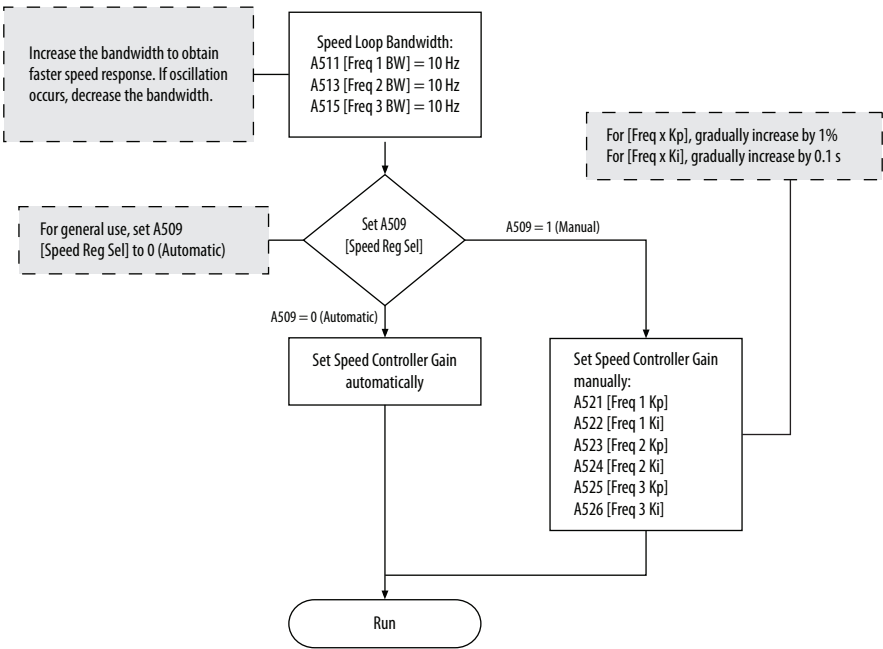 Increase the bandwidth to obtain
faster speed response. If oscillation
occurs, decrease the bandwidth.
Speed Loop Bandwidth:
A511 [Freq 1 BW] = 10 Hz
A513 [Freq 2 BW] = 10 Hz
A515 [Freq 3 BW] = 10 Hz
For [Freq x Kp], gradually increase by 1%
For [Freq x Ki], gradually increase by 0.1 s
For general use, set A509
[Speed Reg Sel] to 0 (Automatic)
Set A509
[Speed Reg Sel]
A509 = 1 (Manual)
A509 = 0 (Automatic)
Set Speed Controller Gain
automatically
Set Speed Controller Gain
manually:
A521 [Freq 1 Kp]
A522 [Freq 1 Ki]
A523 [Freq 2 Kp]
A524 [Freq 2 Ki]
A525 [Freq 3 Kp]
A526 [Freq 3 Ki]
Run